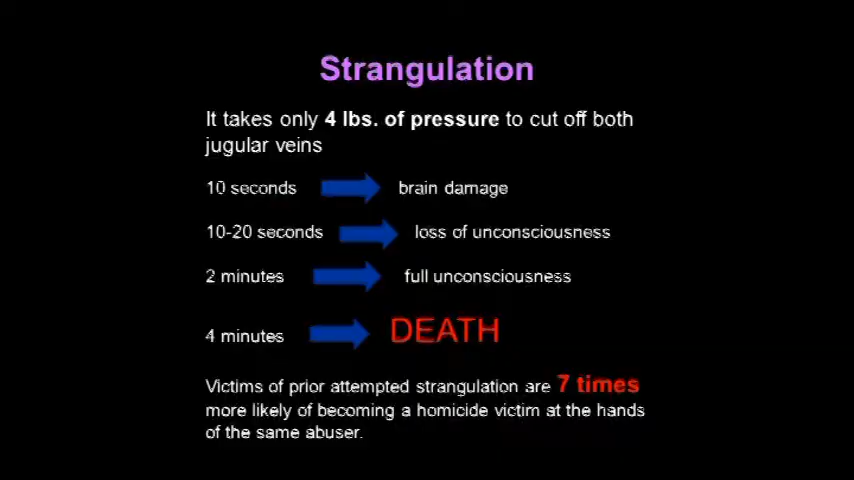 Strangulation
It takes only 4 lbs. of pressure to cut off both
jugular veins
10 seconds brain damage
10-20 seconds loss of unconsciousness
2 minutes full unconsciousness
4 minutes DEATH
Victims of prior attempted strangulation are 7 times
more likely of becoming a homicide victim at the hands
of the same abuser.